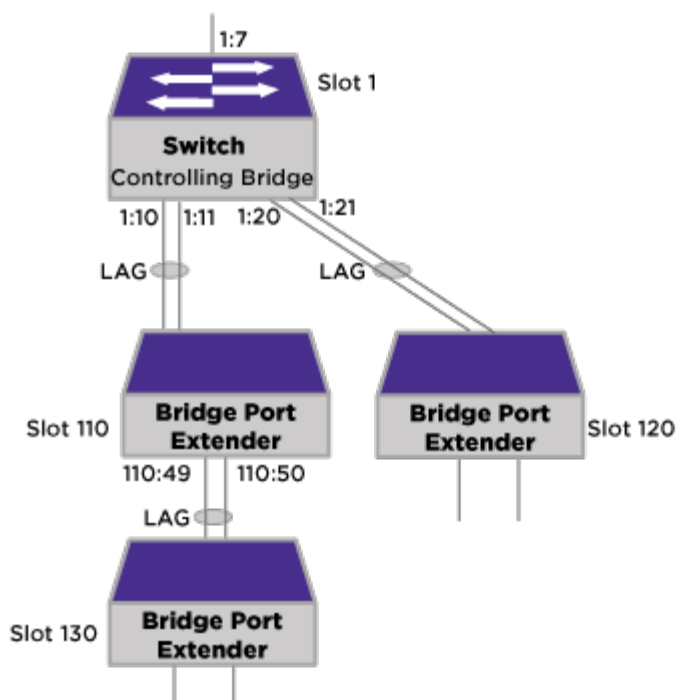 1:7
Slot 1
Switch
Controlling Bridge
1:10
1:11
1:20
1:21
LAG
LAG
Bridge Port
Extender
Slot 110
Bridge Port
Extender
Slot 120
110:49
110:50
LAG
Bridge Port
Extender
Slot 130